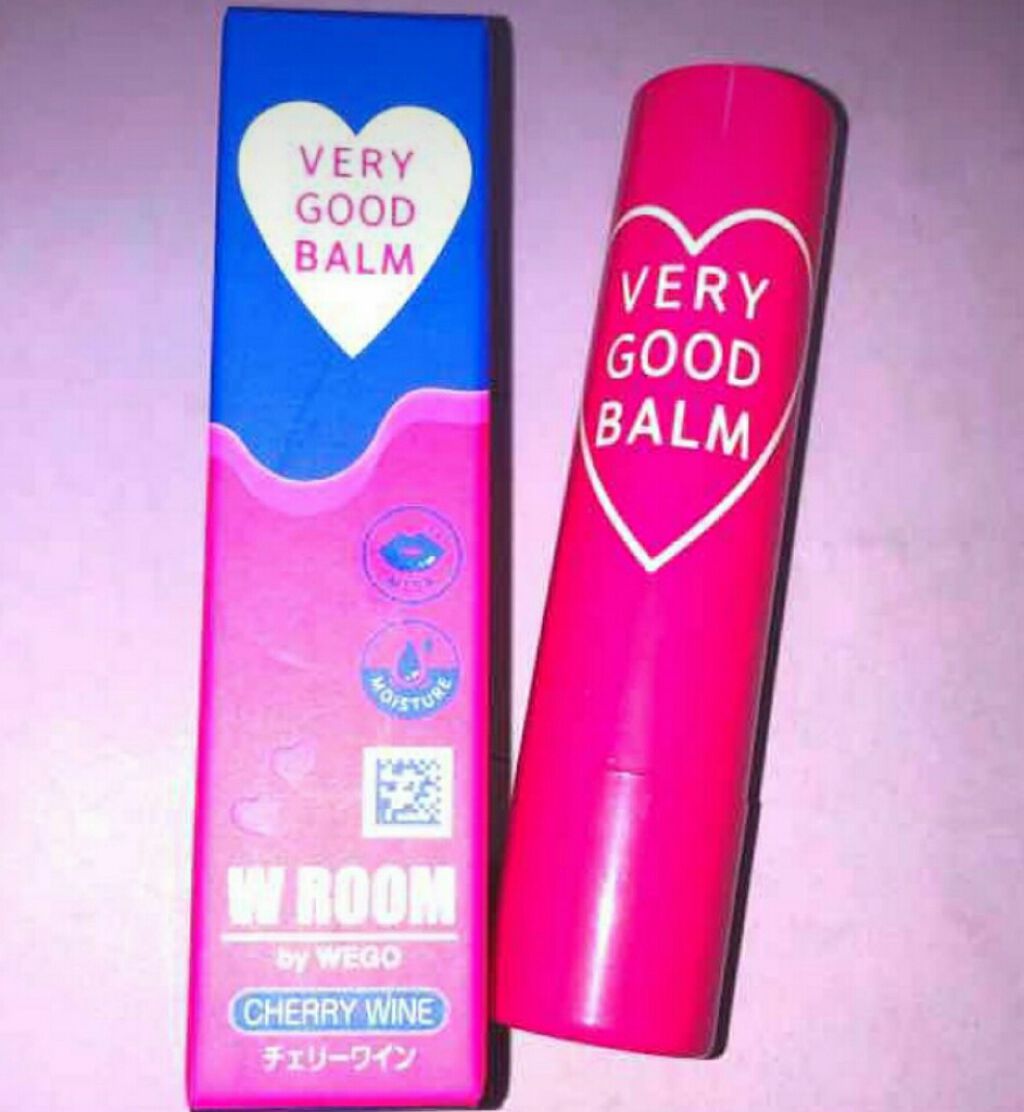 VERY
GOOD
BALM
MOISTURE
W ROOM
by WEGO
CHERRY WINE
チェリーワイン
VERY
GOOD
BALM